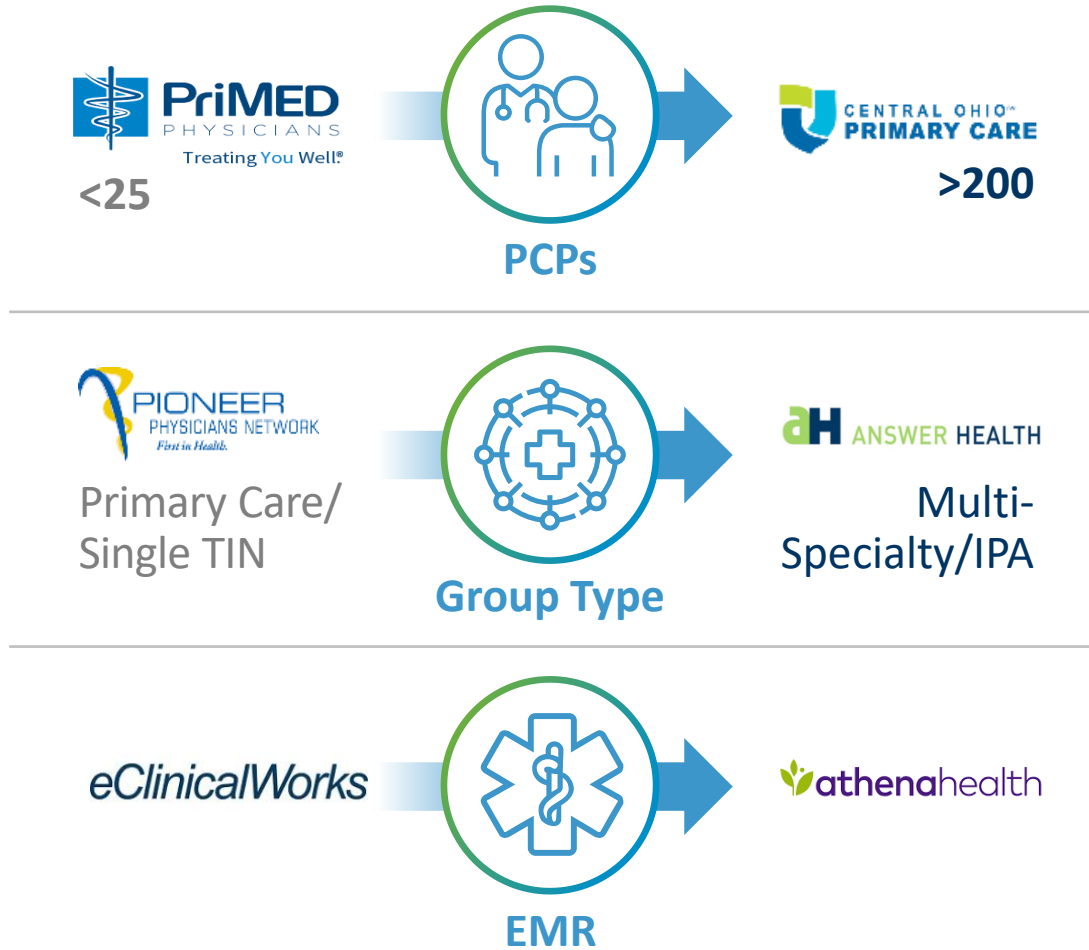 PriMED
PHYSICIANS
Treating You Well®
<25
CENTRAL OHIO℠
PRIMARY CARE
>200
PCPs
PIONEER
PHYSICIANS NETWORK
First in Health.
aH ANSWER HEALTH
Primary Care/
Single TIN
Multi-
Specialty/IPA
Group Type
eClinicalWorks
athenahealth
EMR